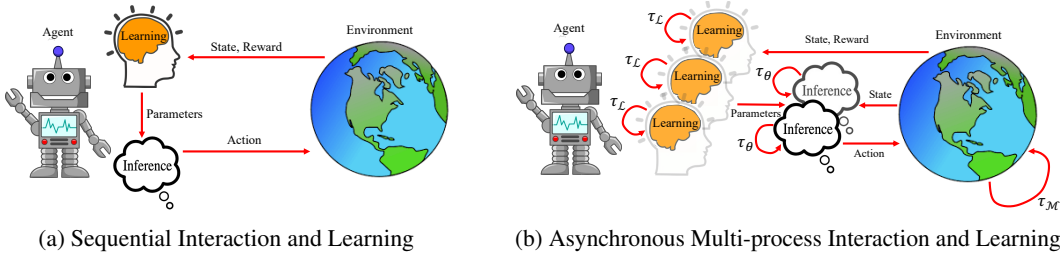 Agent
Learning
State, Reward
Environment
Parameters
Inference
Action
(a) Sequential Interaction and Learning
Agent
τ_ℒ
Learning
τ_ℒ
Learning
τ_ℒ
Learning
State, Reward
Environment
Parameters
τ_θ
Inference
State
τ_θ
Inference
Action
τ_ℳ
(b) Asynchronous Multi-process Interaction and Learning